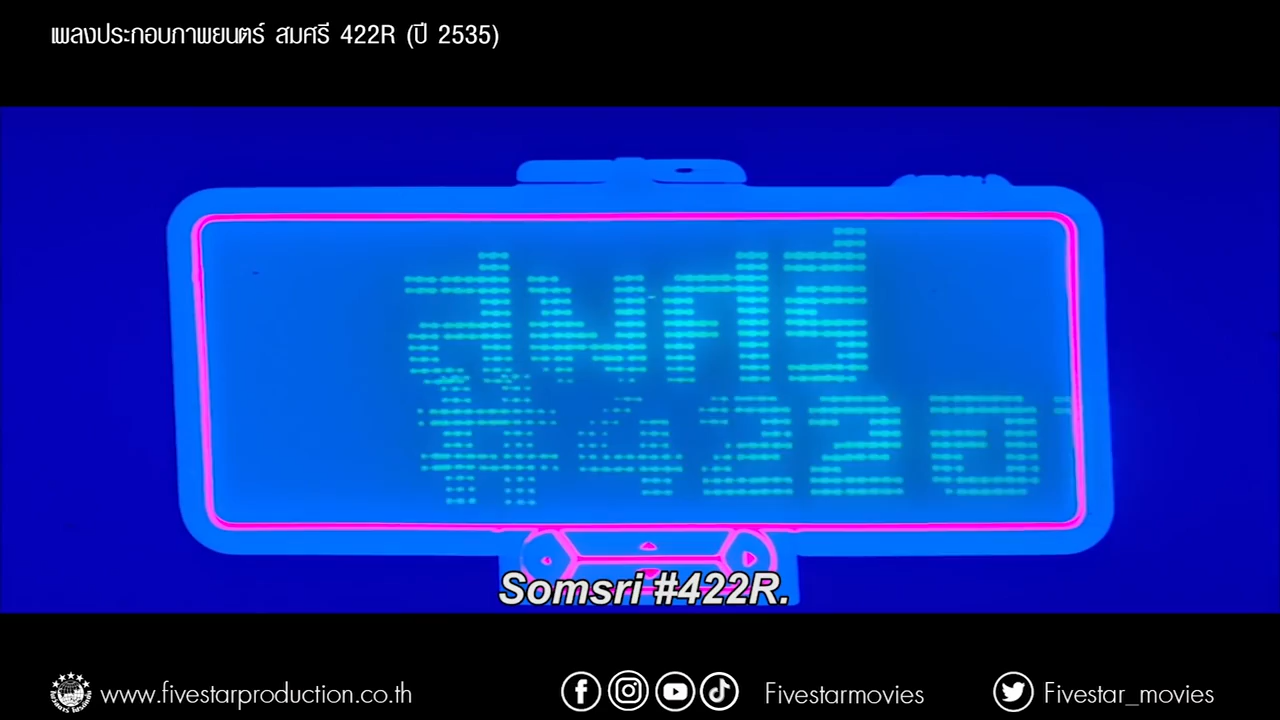 เพลงประกอบภาพยนตร์ สมศรี 422R (ปี 2535)
สมศรี
#422อ
Somsri #422R.
www.fivestarproduction.co.th
Fivestarmovies
Fivestar_movies